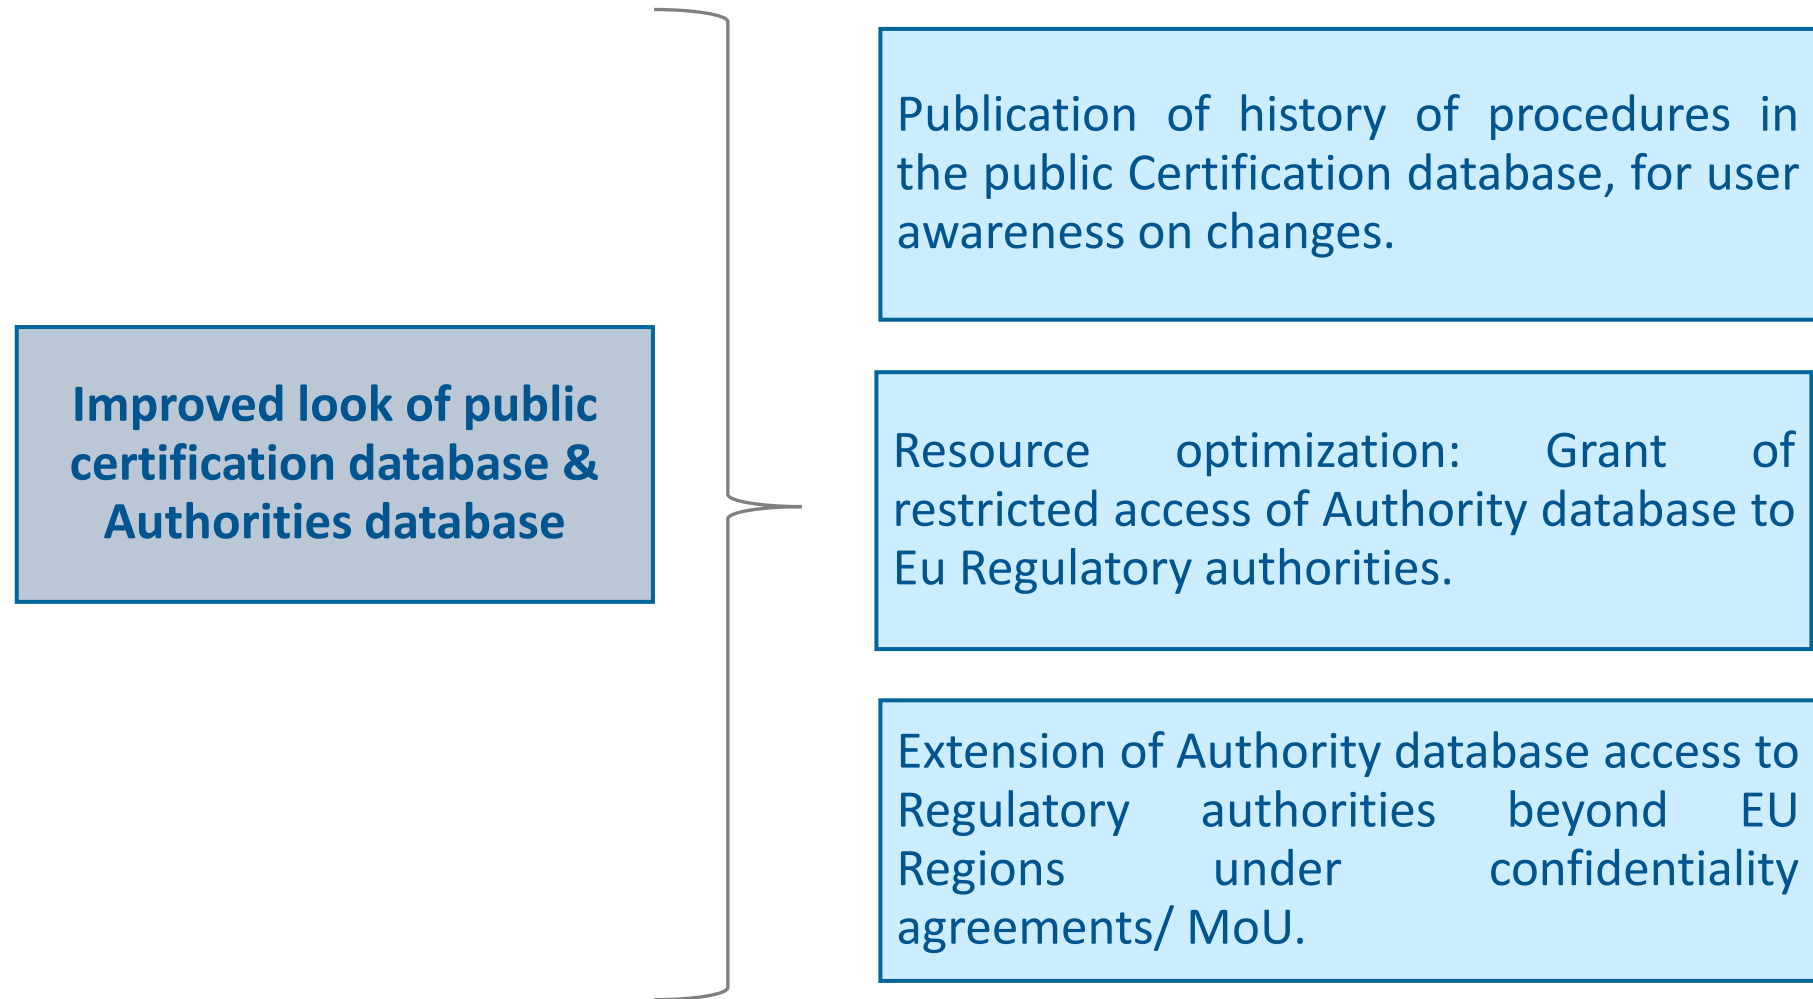 Improved look of public
certification database &
Authorities database
Publication of history of procedures in
the public Certification database, for user
awareness on changes.
Resource optimization: Grant of
restricted access of Authority database to
Eu Regulatory authorities.
Extension of Authority database access to
Regulatory authorities beyond EU
Regions under confidentiality
agreements/ MoU.